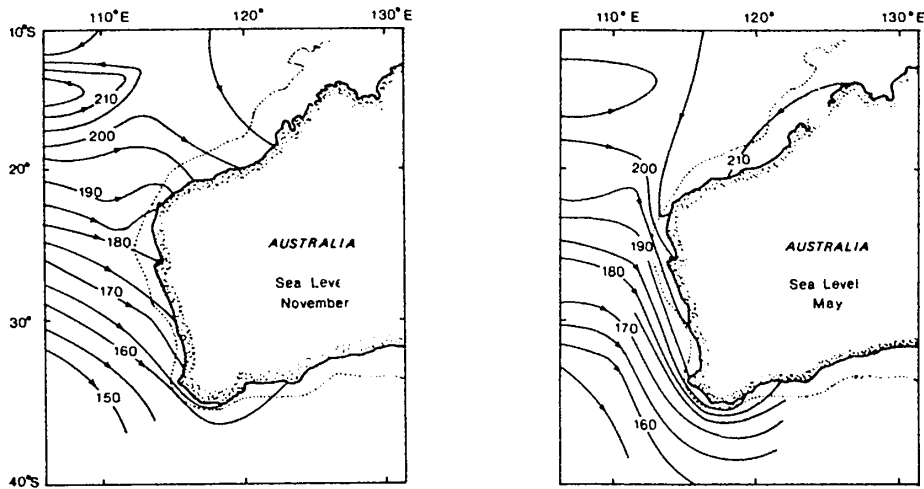 110° 120° 130°E
10°S
210
200
20°
190
180
AUSTRALIA
170
Sea Leve
November
30°
160
150
40°S
110° 120° 130°E
200
210
190
AUSTRALIA
180
Sea Level
May
170
160